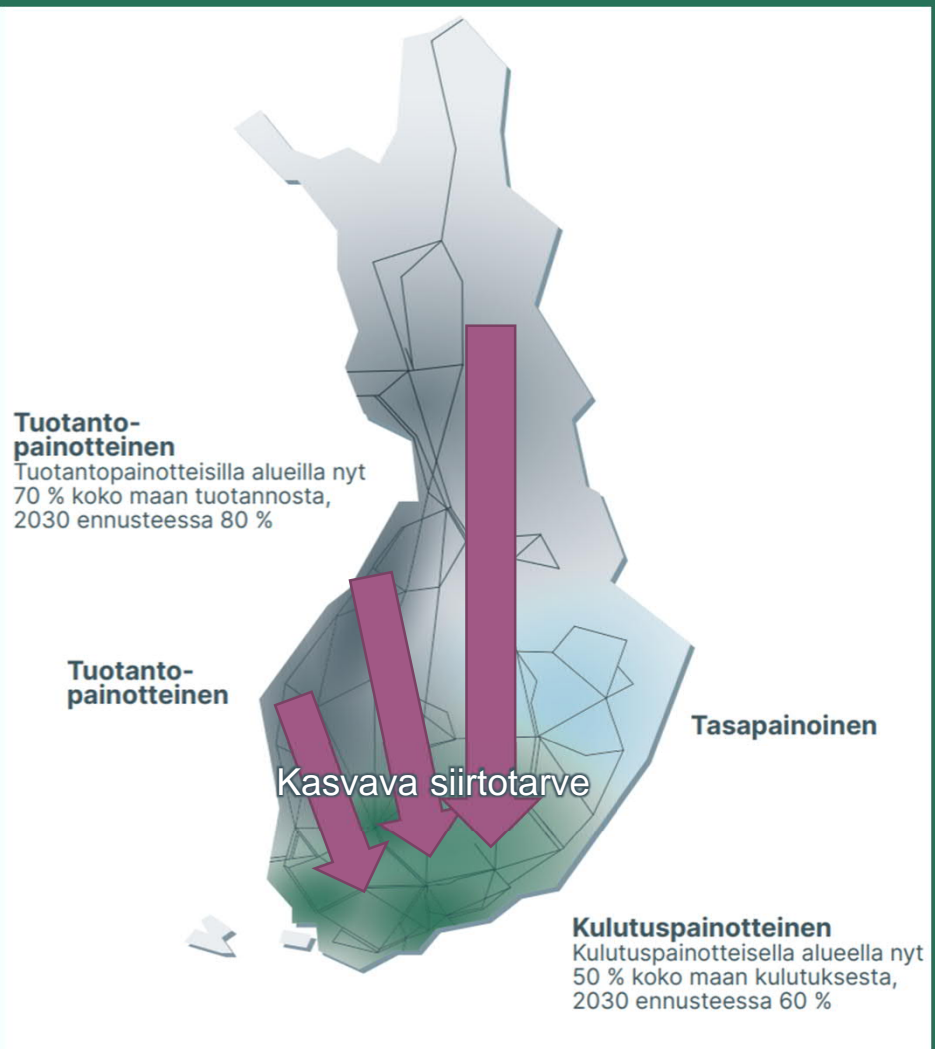 Tuotanto-
painotteinen
Tuotantopainotteisilla alueilla nyt
70 % koko maan tuotannosta,
2030 ennusteessa 80 %
Tuotanto-
painotteinen
Tasapainoinen
Kasvava siirtotarve
Kulutuspainotteinen
Kulutuspainotteisella alueella nyt
50 % koko maan kulutuksesta,
2030 ennusteessa 60 %